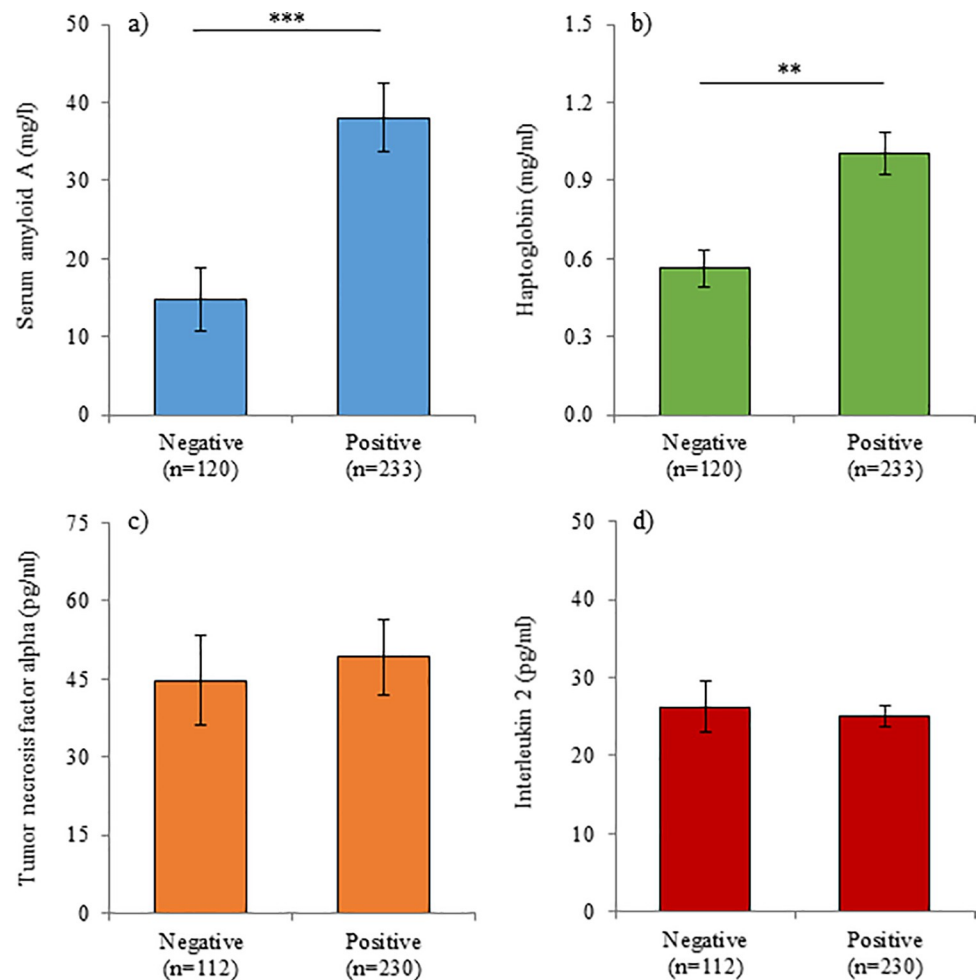 a)
***
Serum amyloid A (mg/l)
50
40
30
20
10
0
Negative
(n=120)
Positive
(n=233)
b)
**
Haptoglobin (mg/ml)
1.5
1.2
0.9
0.6
0.3
0.0
Negative
(n=120)
Positive
(n=233)
c)
Tumor necrosis factor alpha (pg/ml)
75
60
45
30
15
0
Negative
(n=112)
Positive
(n=230)
d)
Interleukin 2 (pg/ml)
50
40
30
20
10
0
Negative
(n=112)
Positive
(n=230)